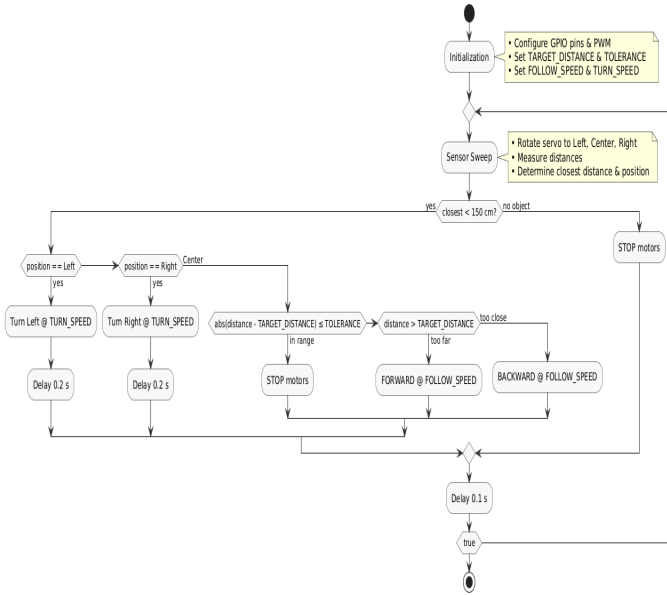 Initialization
• Configure GPIO pins & PWM
• Set TARGET_DISTANCE & TOLERANCE
• Set FOLLOW_SPEED & TURN_SPEED
Sensor Sweep
• Rotate servo to Left, Center, Right
• Measure distances
• Determine closest distance & position
yes
closest < 150 cm?
no object
STOP motors
position == Left
yes
position == Right
yes
Center
Turn Left @ TURN_SPEED
Turn Right @ TURN_SPEED
Delay 0.2 s
Delay 0.2 s
abs(distance - TARGET_DISTANCE) ≤ TOLERANCE
in range
distance > TARGET_DISTANCE
too far
too close
STOP motors
FORWARD @ FOLLOW_SPEED
BACKWARD @ FOLLOW_SPEED
Delay 0.1 s
true